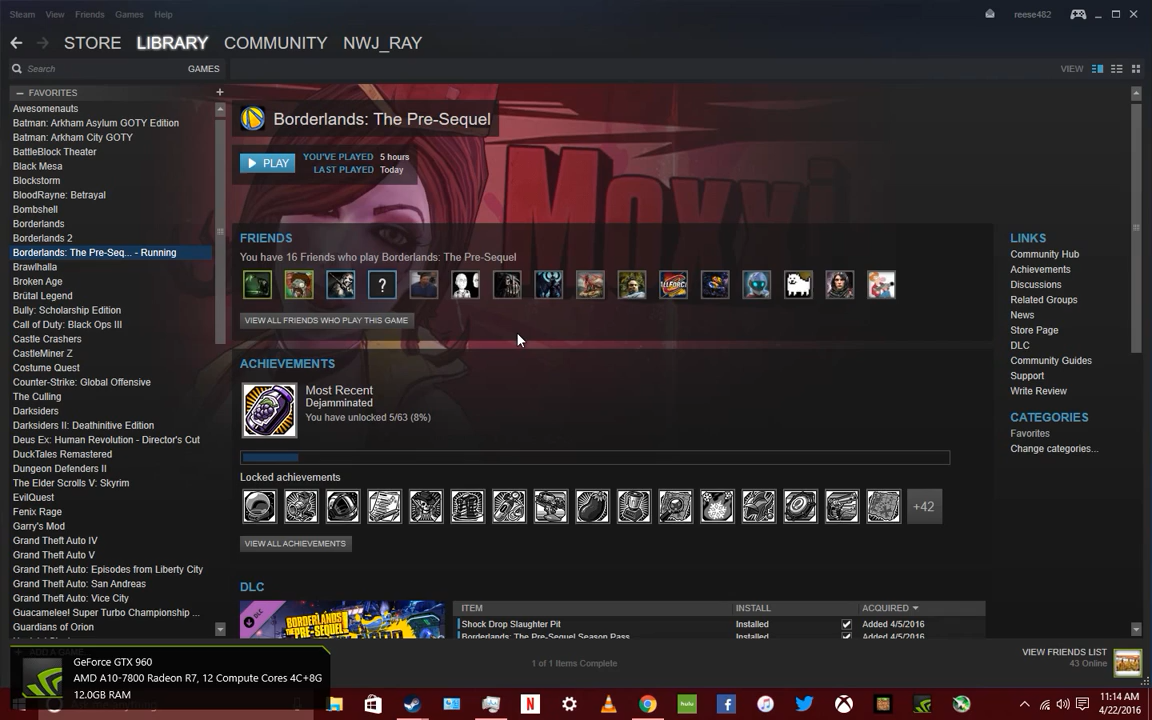 Steam View Friends Games Help
reese482
STORE LIBRARY COMMUNITY NWJ_RAY
Search GAMES
VIEW
FAVORITES
Awesomenauts
Batman: Arkham Asylum GOTY Edition
Batman: Arkham City GOTY
BattleBlock Theater
Black Mesa
Blockstorm
BloodRayne: Betrayal
Bombshell
Borderlands
Borderlands 2
Borderlands: The Pre-Seq... - Running
Brawlhalla
Broken Age
Brütal Legend
Bully: Scholarship Edition
Call of Duty: Black Ops III
Castle Crashers
CastleMiner Z
Costume Quest
Counter-Strike: Global Offensive
The Culling
Darksiders
Darksiders II: Deathinitive Edition
Deus Ex: Human Revolution - Director's Cut
DuckTales Remastered
Dungeon Defenders II
The Elder Scrolls V: Skyrim
EvilQuest
Fenix Rage
Garry's Mod
Grand Theft Auto IV
Grand Theft Auto V
Grand Theft Auto: Episodes from Liberty City
Grand Theft Auto: San Andreas
Grand Theft Auto: Vice City
Guacamelee! Super Turbo Championship ...
Guardians of Orion
Borderlands: The Pre-Sequel
Moxxi
PLAY
YOU'VE PLAYED 5 hours
LAST PLAYED Today
FRIENDS
You have 16 Friends who play Borderlands: The Pre-Sequel
?
VIEW ALL FRIENDS WHO PLAY THIS GAME
ACHIEVEMENTS
Most Recent
Dejamminated
You have unlocked 5/63 (8%)
Locked achievements
+42
VIEW ALL ACHIEVEMENTS
DLC
DLC
BORDERLANDS
THE PRE-SEQUEL!
ITEM INSTALL ACQUIRED
Shock Drop Slaughter Pit Installed Added 4/5/2016
Borderlands: The Pre-Sequel Season Pass Installed Added 4/5/2016
LINKS
Community Hub
Achievements
Discussions
Related Groups
News
Store Page
DLC
Community Guides
Support
Write Review
CATEGORIES
Favorites
Change categories...
ADD A GAME...
1 of 1 Items Complete
VIEW FRIENDS LIST
43 Online
GeForce GTX 960
AMD A10-7800 Radeon R7, 12 Compute Cores 4C+8G
12.0GB RAM
N
hulu
11:14 AM
4/22/2016